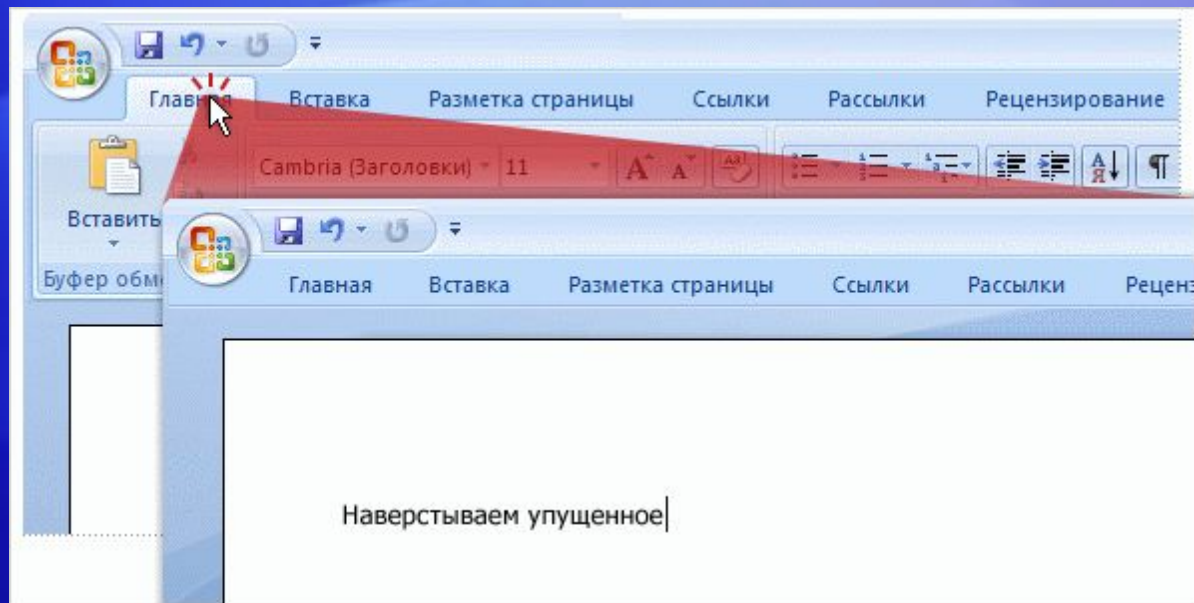 Главная Вставка Разметка страницы Ссылки Рассылки Рецензирование
Cambria (Заголовки) 11
Вставить
Главная Вставка Разметка страницы Ссылки Рассылки
Наверстываем упущенное